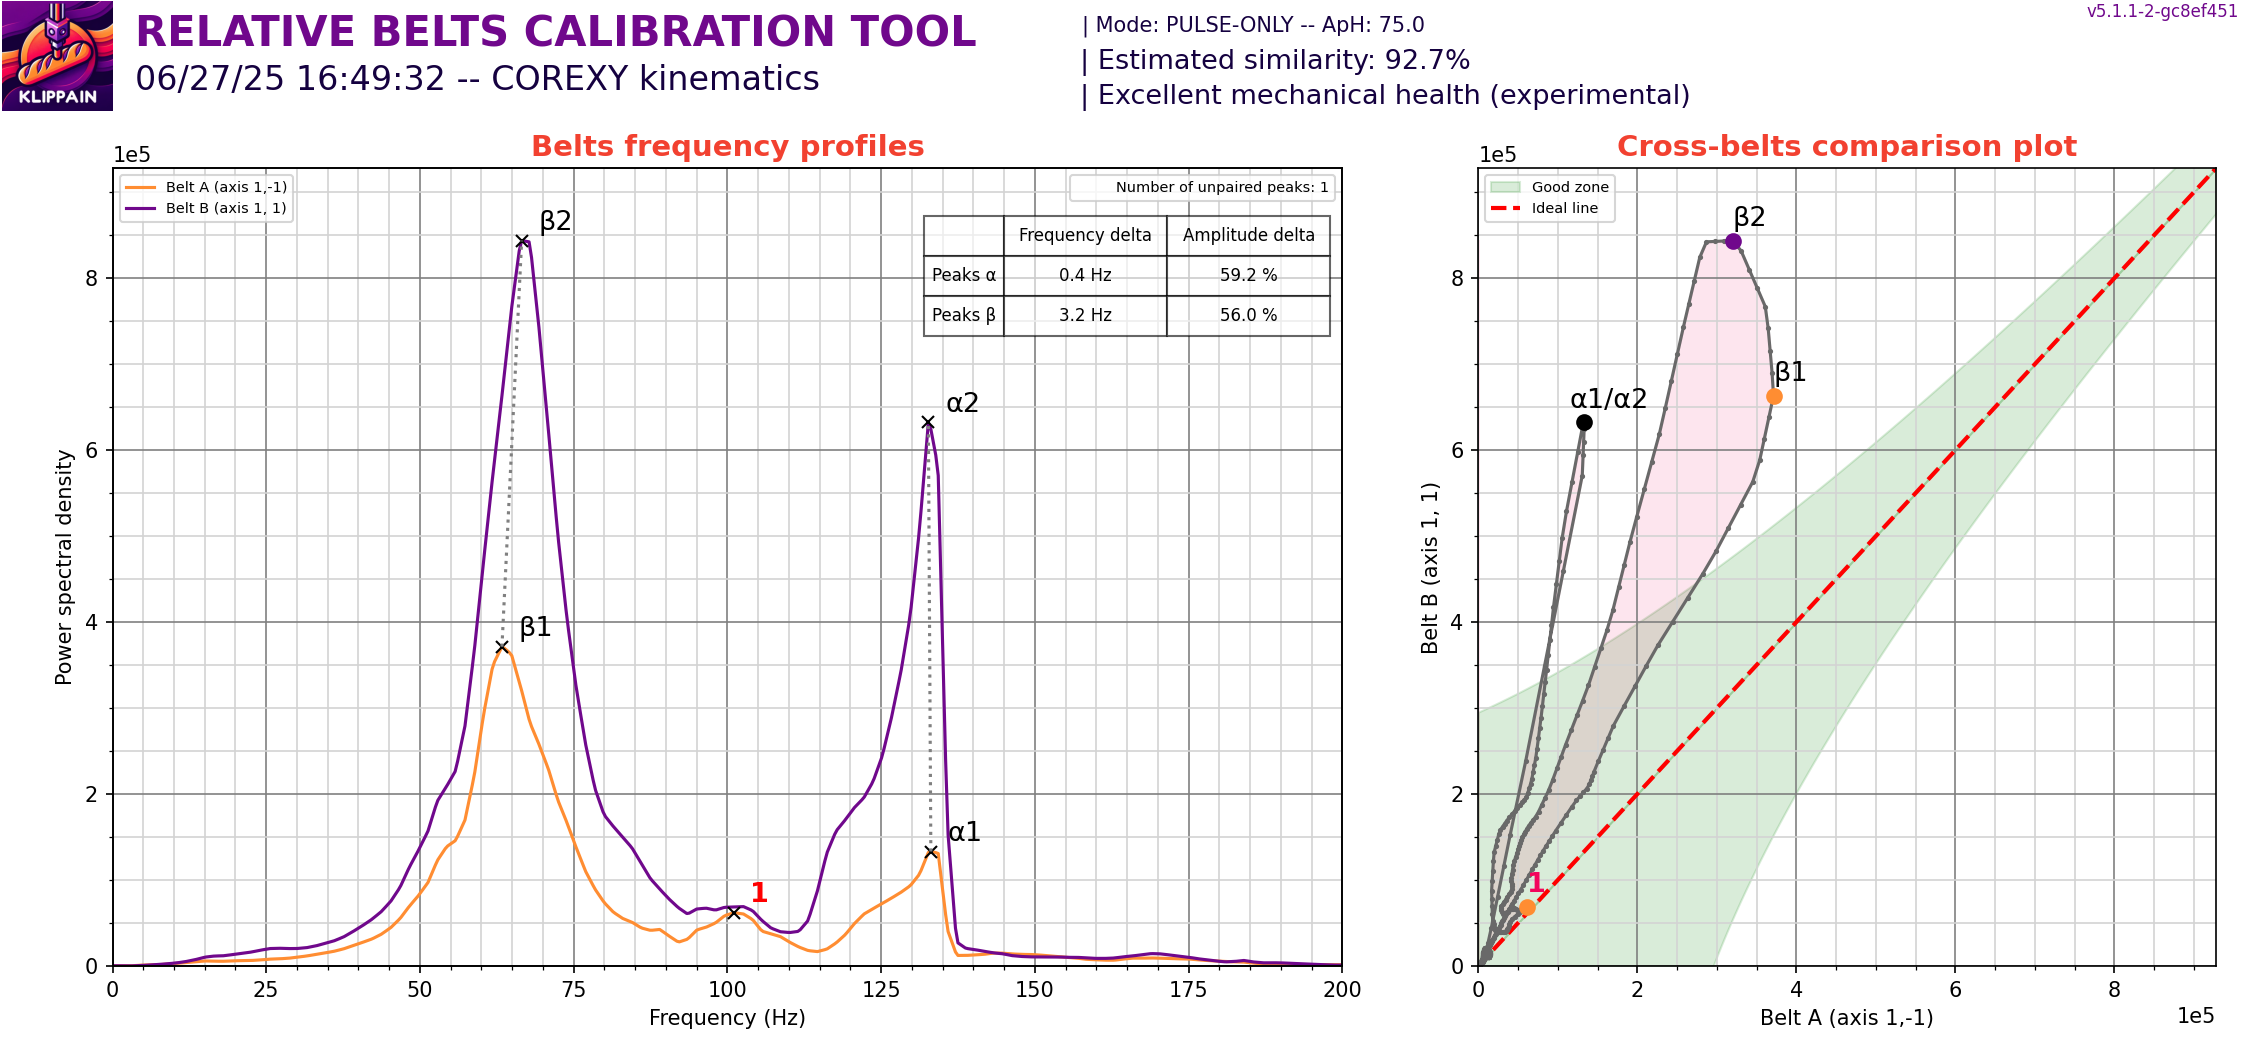 KLIPPAIN
RELATIVE BELTS CALIBRATION TOOL
06/27/25 16:49:32 -- COREXY kinematics
| Mode: PULSE-ONLY -- ApH: 75.0
| Estimated similarity: 92.7%
| Excellent mechanical health (experimental)
v5.1.1-2-gc8ef451
Belts frequency profiles
1e5
Belt A (axis 1,-1)
Belt B (axis 1, 1)
Number of unpaired peaks: 1
Frequency delta Amplitude delta
Peaks α 0.4 Hz 59.2 %
Peaks β 3.2 Hz 56.0 %
β2
α2
β1
α1
1
Power spectral density
8
6
4
2
0
0 25 50 75 100 125 150 175 200
Frequency (Hz)
Cross-belts comparison plot
1e5
Good zone
Ideal line
β2
β1
α1/α2
1
Belt B (axis 1, 1)
8
6
4
2
0
0 2 4 6 8
Belt A (axis 1,-1)
1e5